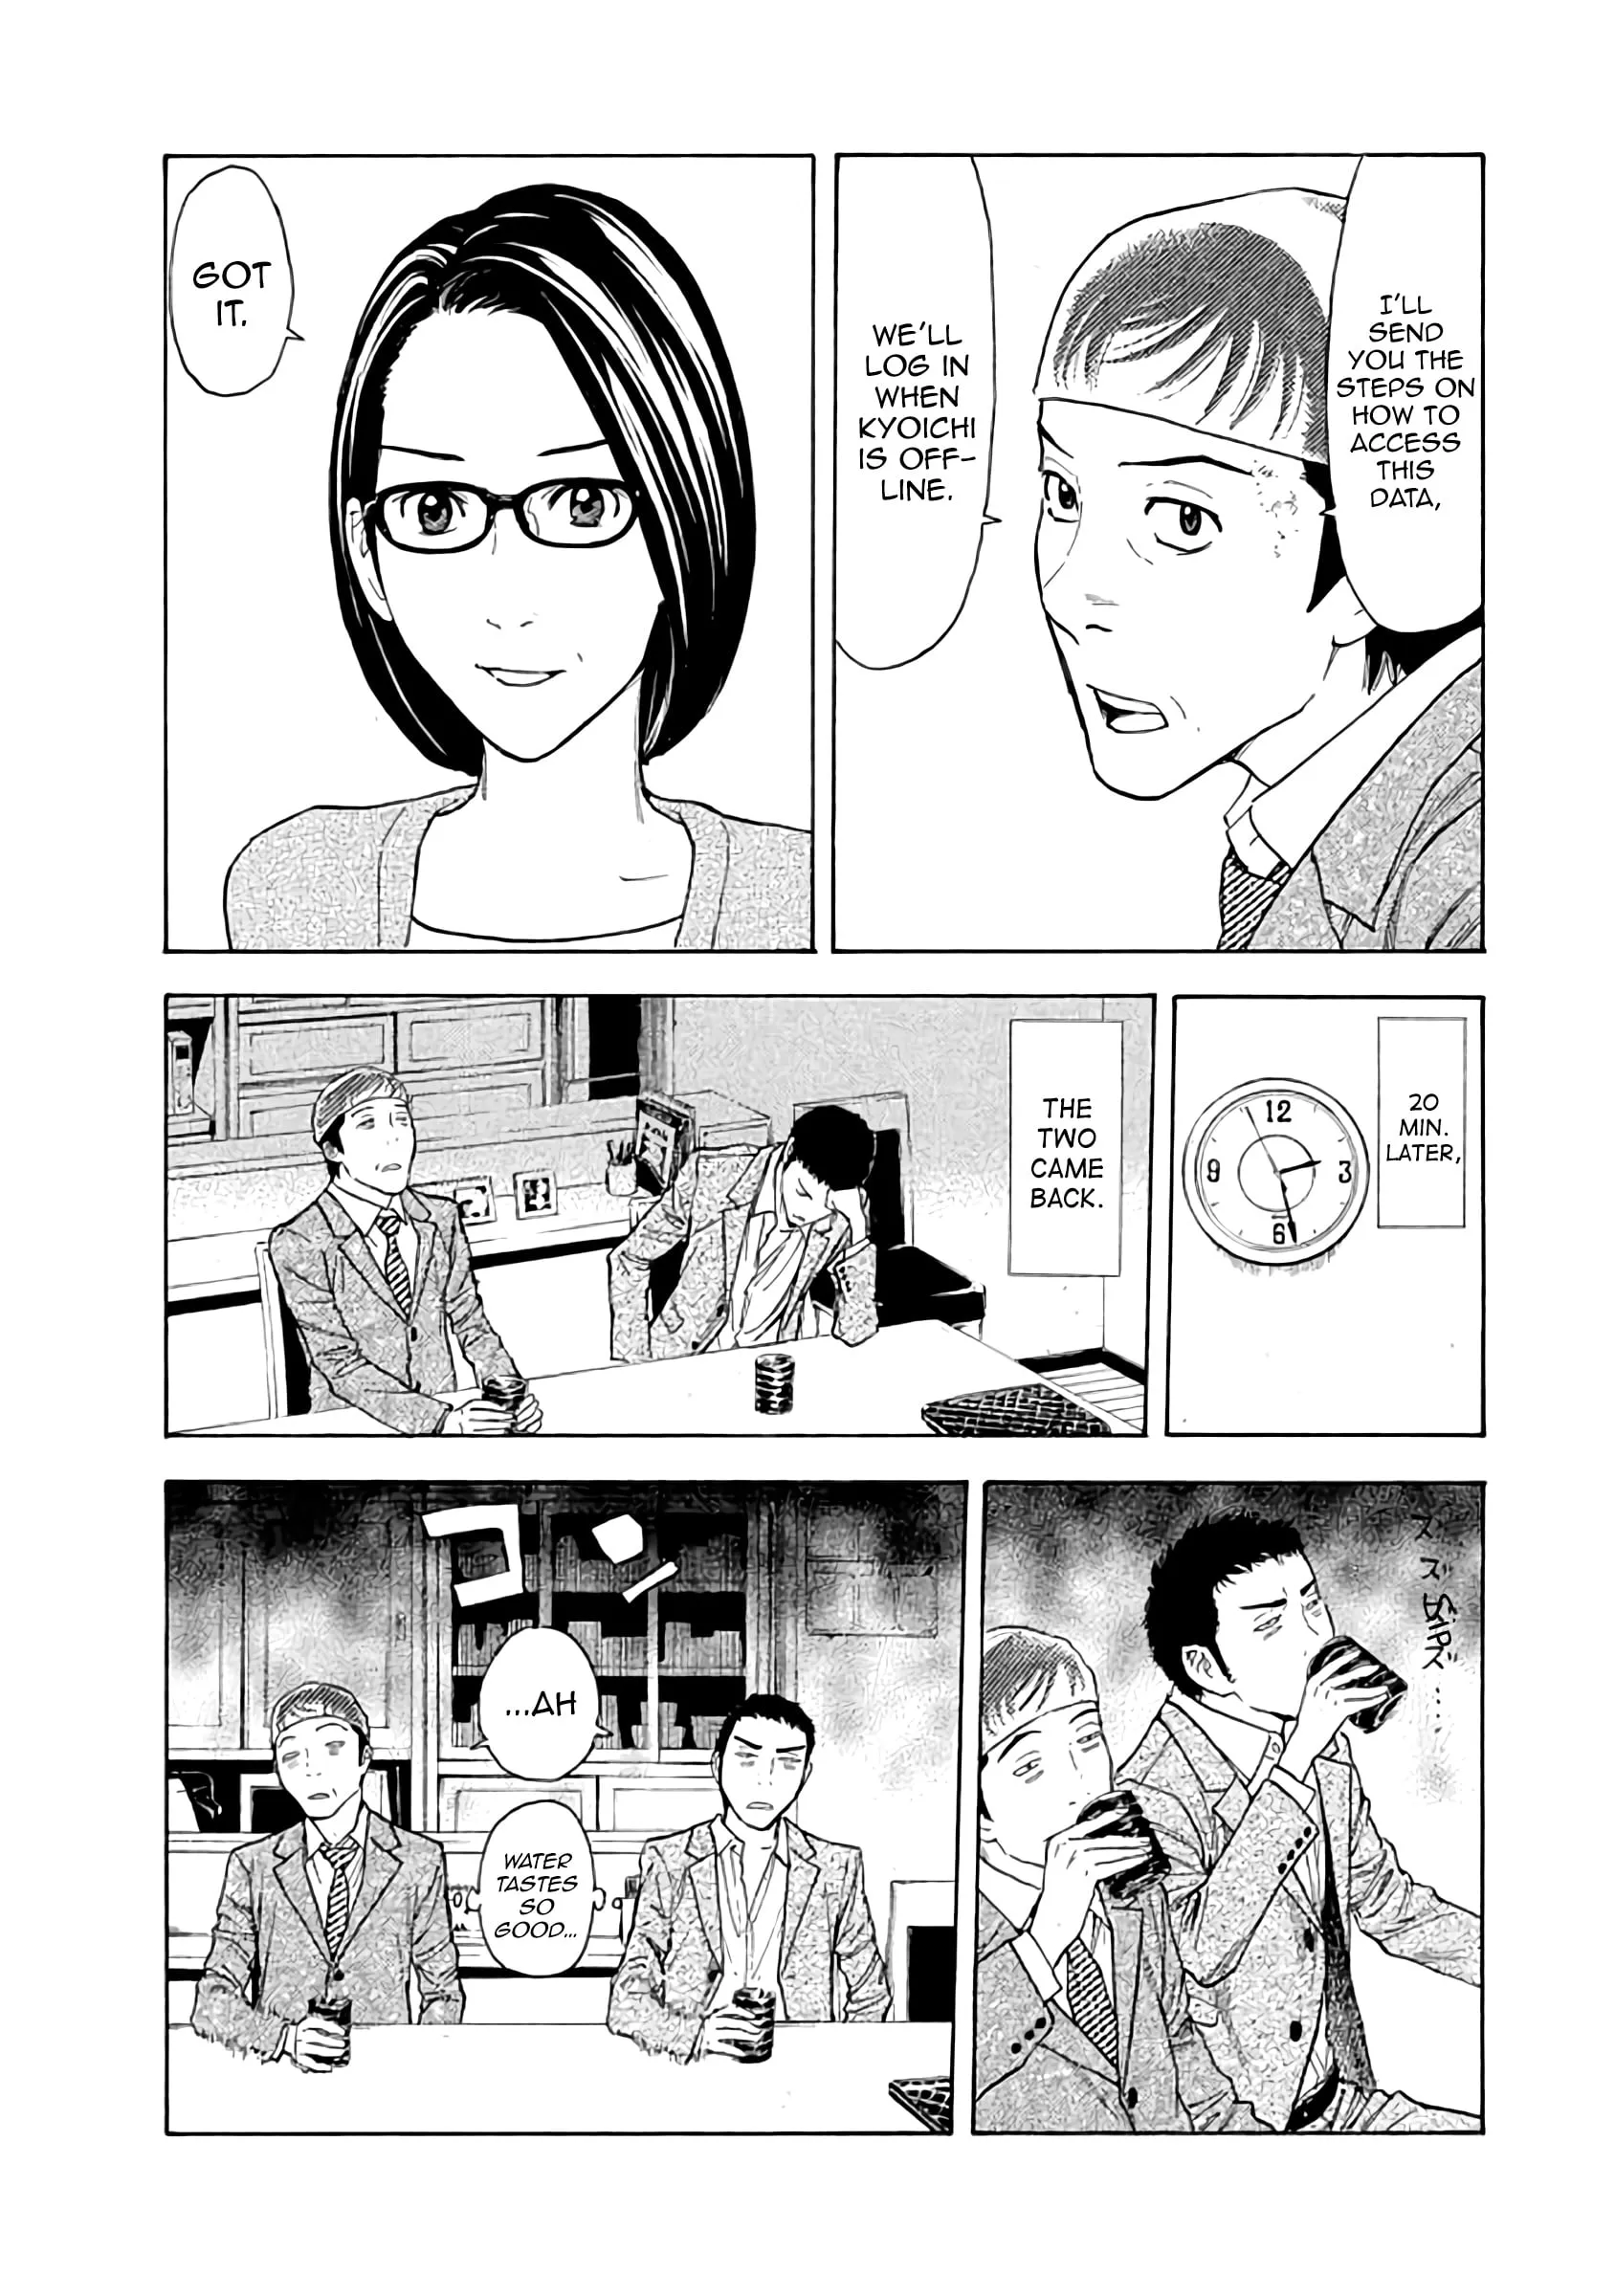 I'LL
SEND
YOU THE
STEPS ON
HOW TO
ACCESS
THIS
DATA,
WE'LL
LOG IN
WHEN
KYOICHI
IS OFF-
LINE.
GOT
IT.
20
MIN.
LATER,
12
9
3
6
THE
TWO
CAME
BACK.
ズズ
SIP...
コン
...AH
WATER
TASTES
SO
GOOD...